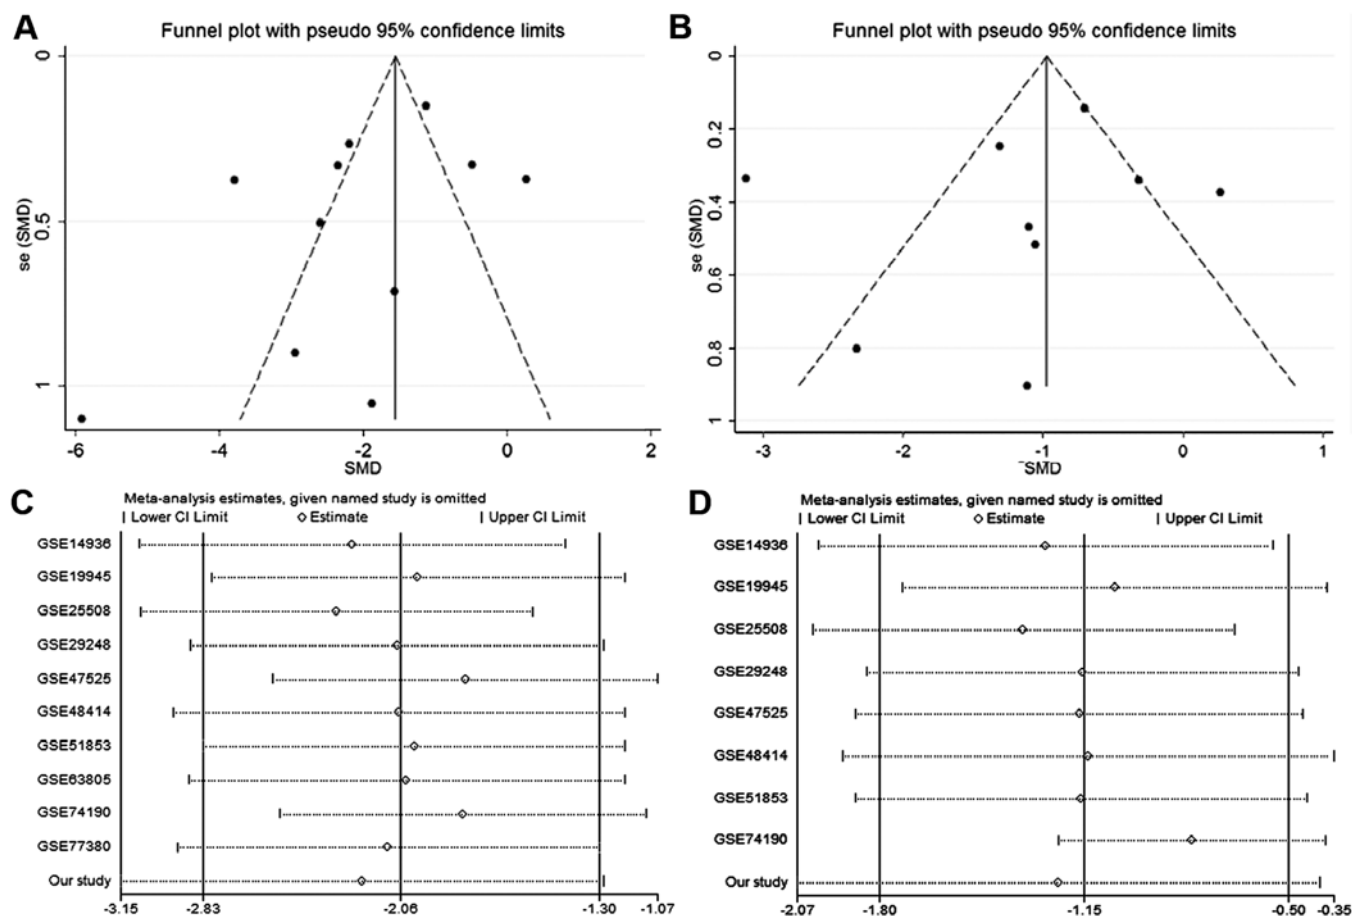 A
Funnel plot with pseudo 95% confidence limits
0
0.5
1
se (SMD)
-6 -4 -2 0 2
SMD
B
Funnel plot with pseudo 95% confidence limits
0
0.2
0.4
0.6
0.8
1
se (SMD)
-3 -2 -1 0 1
SMD
C
Meta-analysis estimates, given named study is omitted
Lower CI Limit Estimate Upper CI Limit
GSE14936
GSE19945
GSE25508
GSE29248
GSE47525
GSE48414
GSE51853
GSE63805
GSE74190
GSE77380
Our study
-3.15 -2.83 -2.06 -1.30 -1.07
D
Meta-analysis estimates, given named study is omitted
Lower CI Limit Estimate Upper CI Limit
GSE14936
GSE19945
GSE25508
GSE29248
GSE47525
GSE48414
GSE51853
GSE74190
Our study
-2.07 -1.80 -1.15 -0.50 -0.35